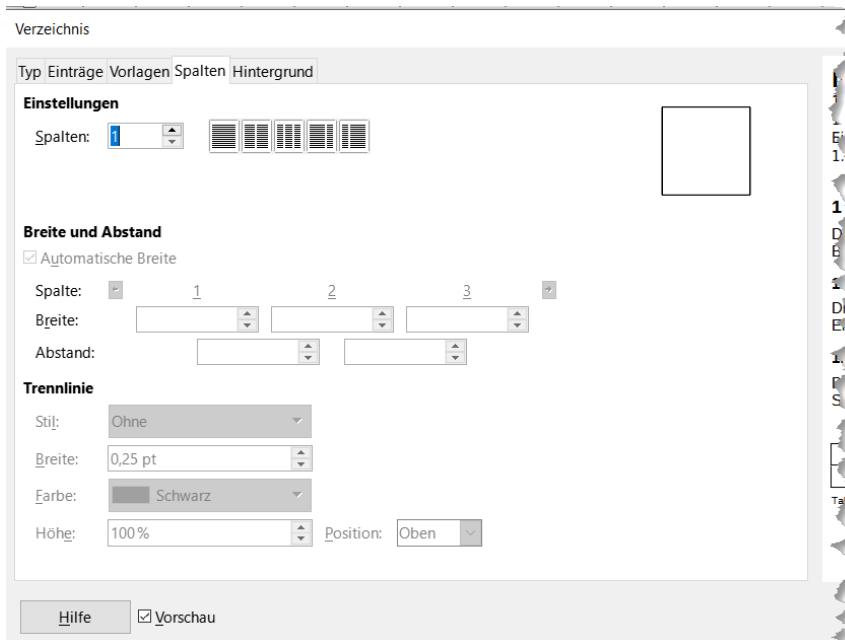 Verzeichnis
Typ Einträge Vorlagen Spalten Hintergrund
Einstellungen
Spalten: 1
Breite und Abstand
Automatische Breite
Spalte: 1 2 3
Breite:
Abstand:
Trennlinie
Stil: Ohne
Breite: 0,25 pt
Farbe: Schwarz
Höhe: 100% Position: Oben
Hilfe Vorschau